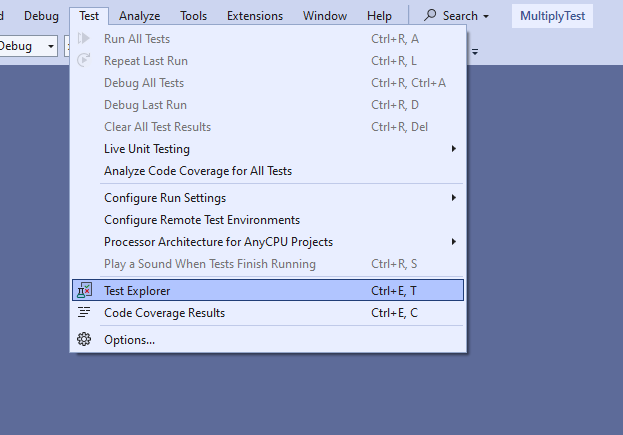 Debug Test Analyze Tools Extensions Window Help Search MultiplyTest
Debug
Run All Tests Ctrl+R, A
Repeat Last Run Ctrl+R, L
Debug All Tests Ctrl+R, Ctrl+A
Debug Last Run Ctrl+R, D
Clear All Test Results Ctrl+R, Del
Live Unit Testing
Analyze Code Coverage for All Tests
Configure Run Settings
Configure Remote Test Environments
Processor Architecture for AnyCPU Projects
Play a Sound When Tests Finish Running Ctrl+R, S
Test Explorer Ctrl+E, T
Code Coverage Results Ctrl+E, C
Options...